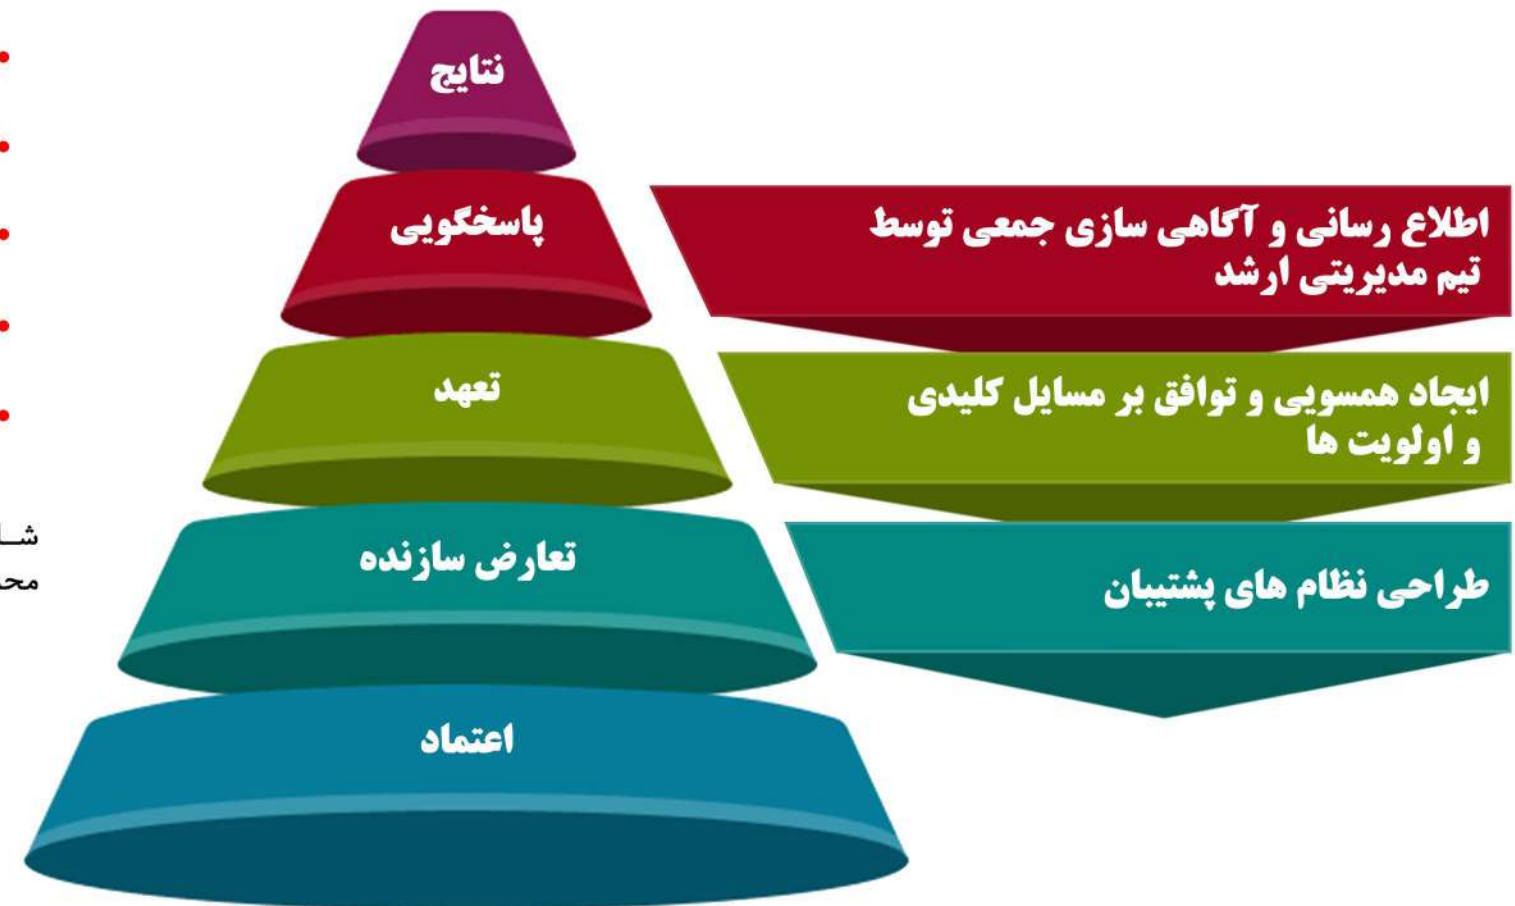 نتایج
پاسخگویی
اطلاع رسانی و آگاهی سازی جمعی توسط
تیم مدیریتی ارشد
تعهد
ایجاد همسویی و توافق بر مسایل کلیدی
و اولویت ها
تعارض سازنده
طراحی نظام های پشتیبان
اعتماد